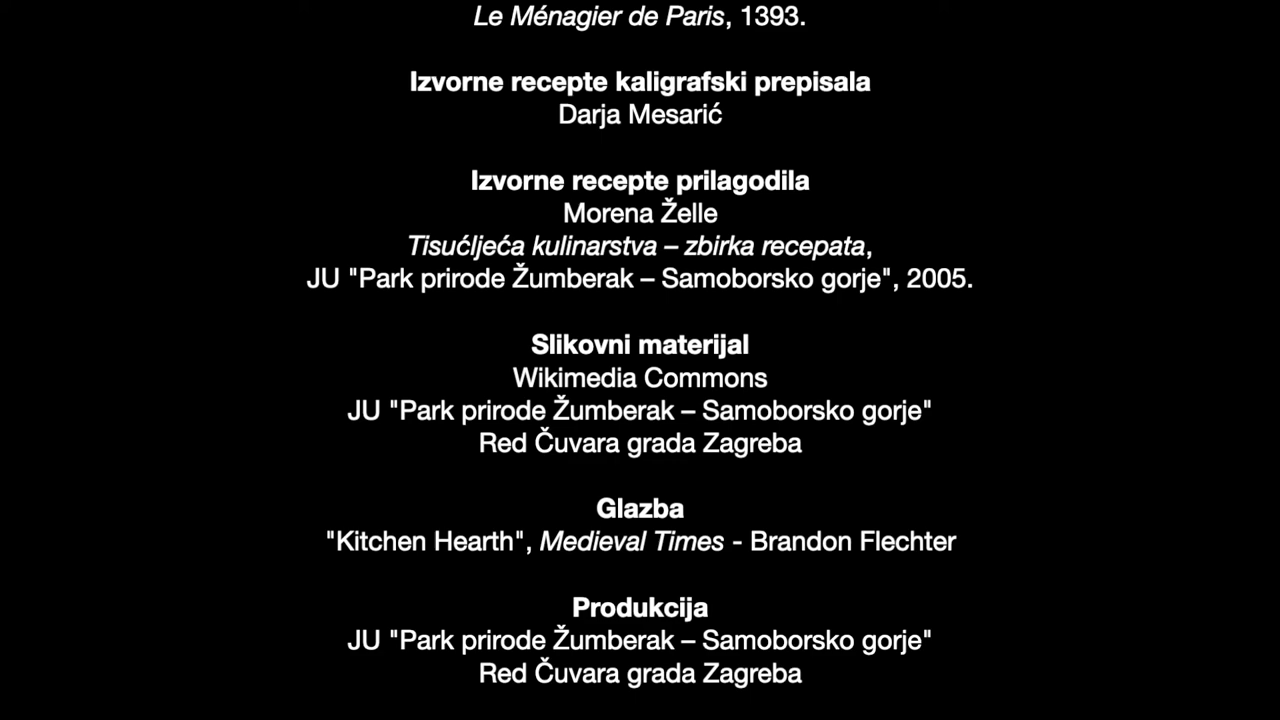 Le Ménagier de Paris, 1393.
Izvorne recepte kaligrafski prepisala
Darja Mesarić
Izvorne recepte prilagodila
Morena Želle
Tisućljeća kulinarstva – zbirka recepata,
JU "Park prirode Žumberak – Samoborsko gorje", 2005.
Slikovni materijal
Wikimedia Commons
JU "Park prirode Žumberak – Samoborsko gorje"
Red Čuvara grada Zagreba
Glazba
"Kitchen Hearth", Medieval Times - Brandon Flechter
Produkcija
JU "Park prirode Žumberak – Samoborsko gorje"
Red Čuvara grada Zagreba